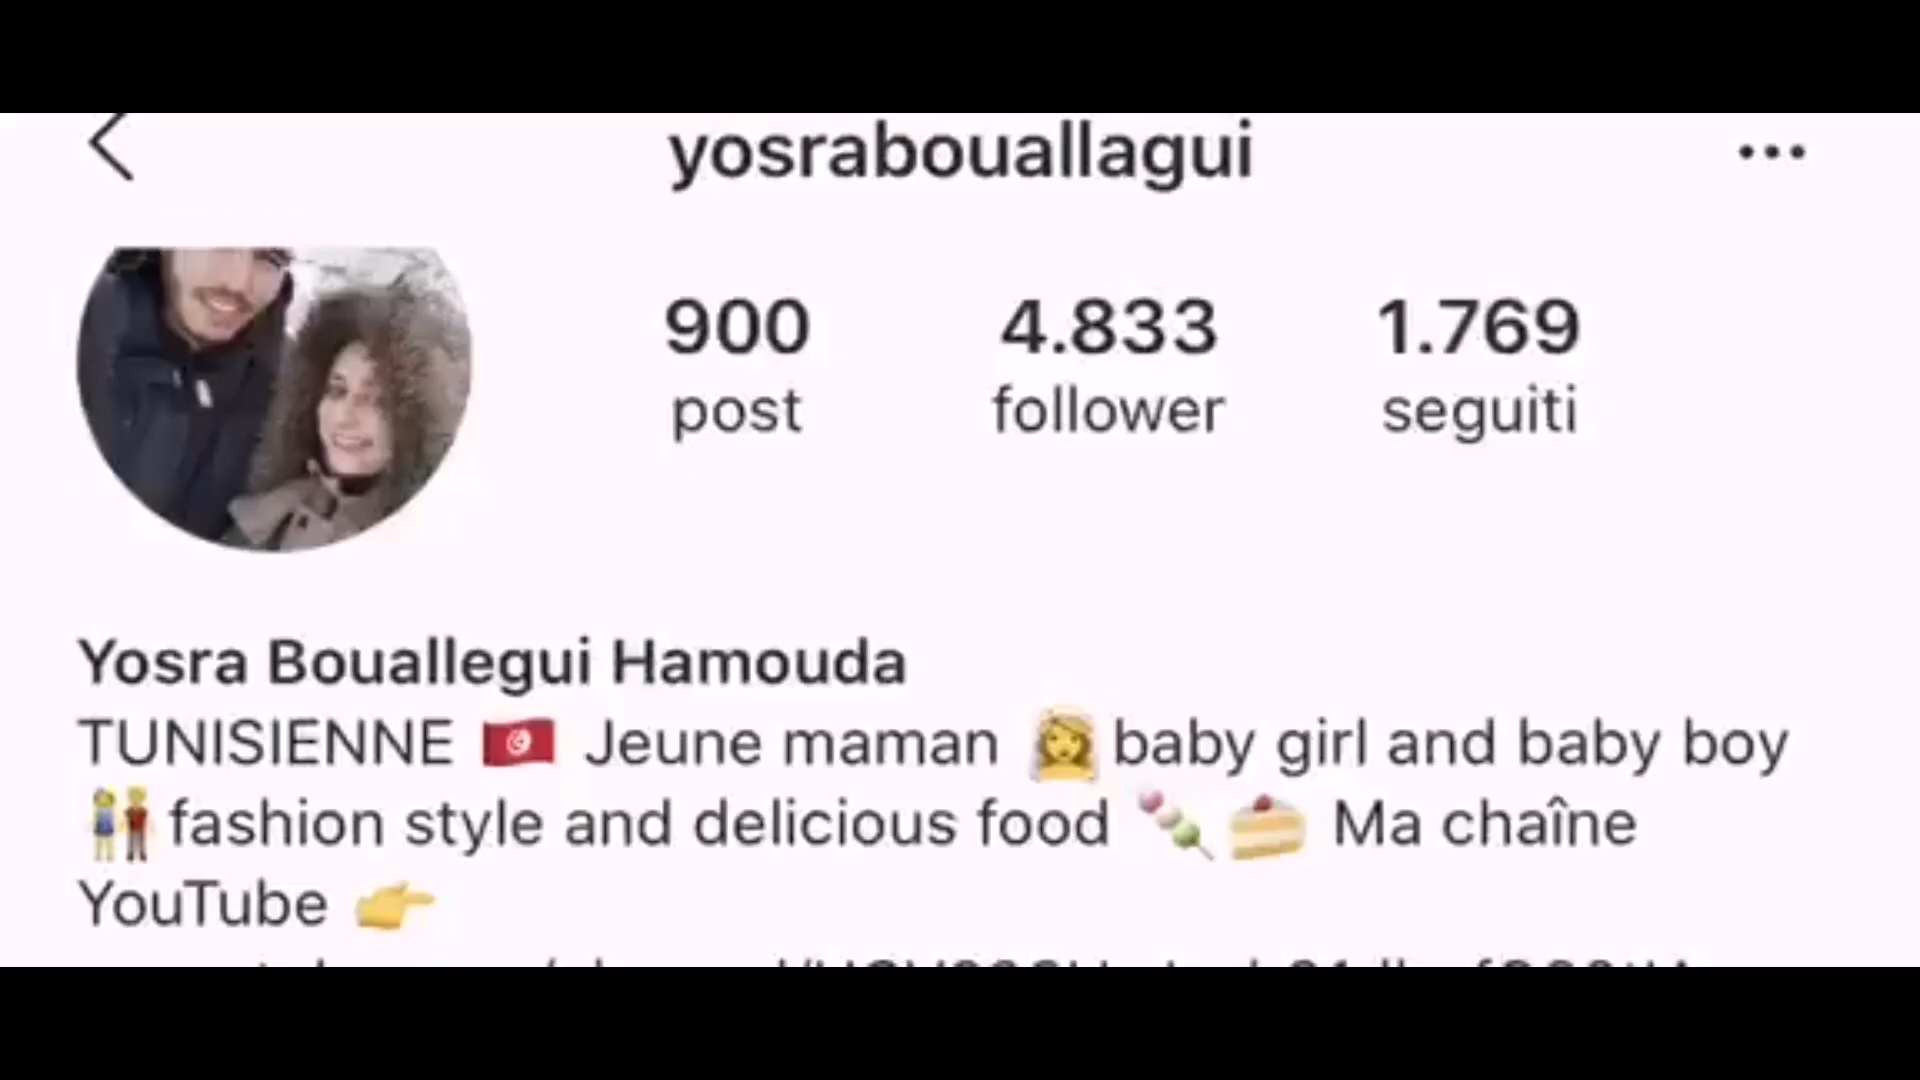 yosrabouallagui
900 4.833 1.769
post follower seguiti
Yosra Bouallegui Hamouda
TUNISIENNE 🇹🇳 Jeune maman 👰 baby girl and baby boy
👫 fashion style and delicious food 🍡🍰 Ma chaîne
YouTube 👉